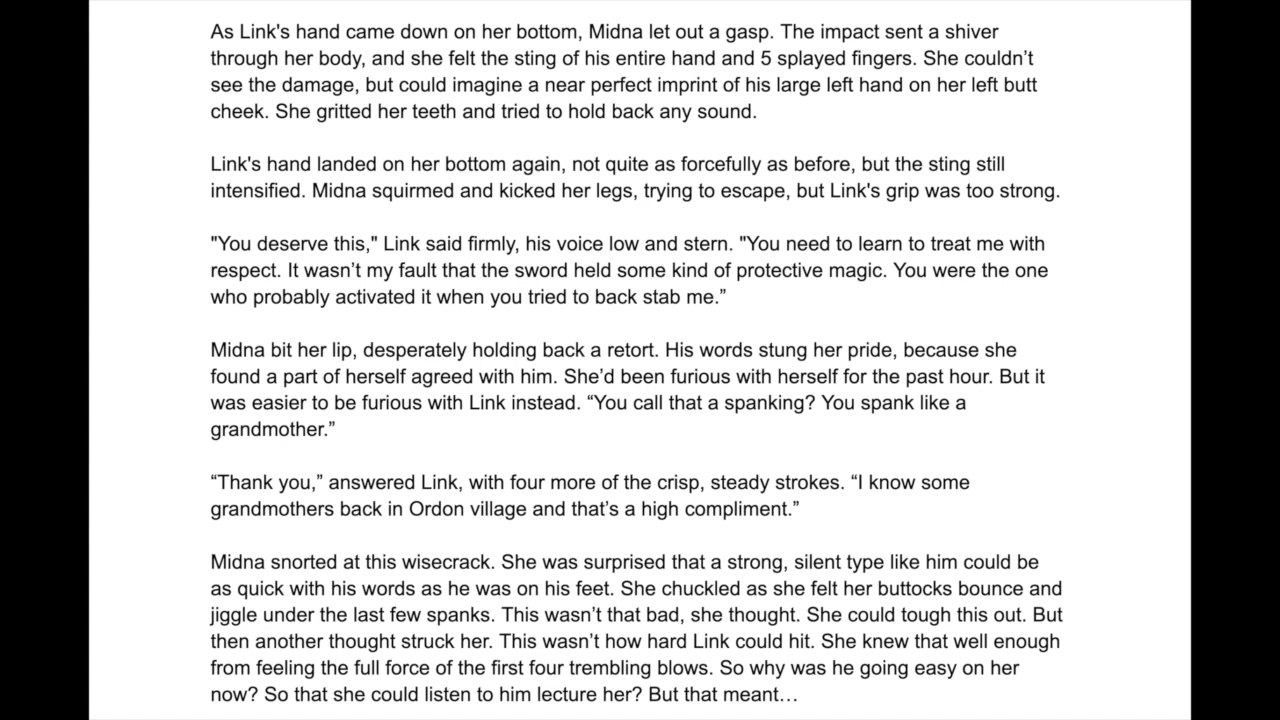 As Link's hand came down on her bottom, Midna let out a gasp. The impact sent a shiver
through her body, and she felt the sting of his entire hand and 5 splayed fingers. She couldn’t
see the damage, but could imagine a near perfect imprint of his large left hand on her left butt
cheek. She gritted her teeth and tried to hold back any sound.
Link's hand landed on her bottom again, not quite as forcefully as before, but the sting still
intensified. Midna squirmed and kicked her legs, trying to escape, but Link's grip was too strong.
"You deserve this," Link said firmly, his voice low and stern. "You need to learn to treat me with
respect. It wasn’t my fault that the sword held some kind of protective magic. You were the one
who probably activated it when you tried to back stab me.”
Midna bit her lip, desperately holding back a retort. His words stung her pride, because she
found a part of herself agreed with him. She’d been furious with herself for the past hour. But it
was easier to be furious with Link instead. “You call that a spanking? You spank like a
grandmother.”
“Thank you,” answered Link, with four more of the crisp, steady strokes. “I know some
grandmothers back in Ordon village and that’s a high compliment.”
Midna snorted at this wisecrack. She was surprised that a strong, silent type like him could be
as quick with his words as he was on his feet. She chuckled as she felt her buttocks bounce and
jiggle under the last few spanks. This wasn’t that bad, she thought. She could tough this out. But
then another thought struck her. This wasn’t how hard Link could hit. She knew that well enough
from feeling the full force of the first four trembling blows. So why was he going easy on her
now? So that she could listen to him lecture her? But that meant…